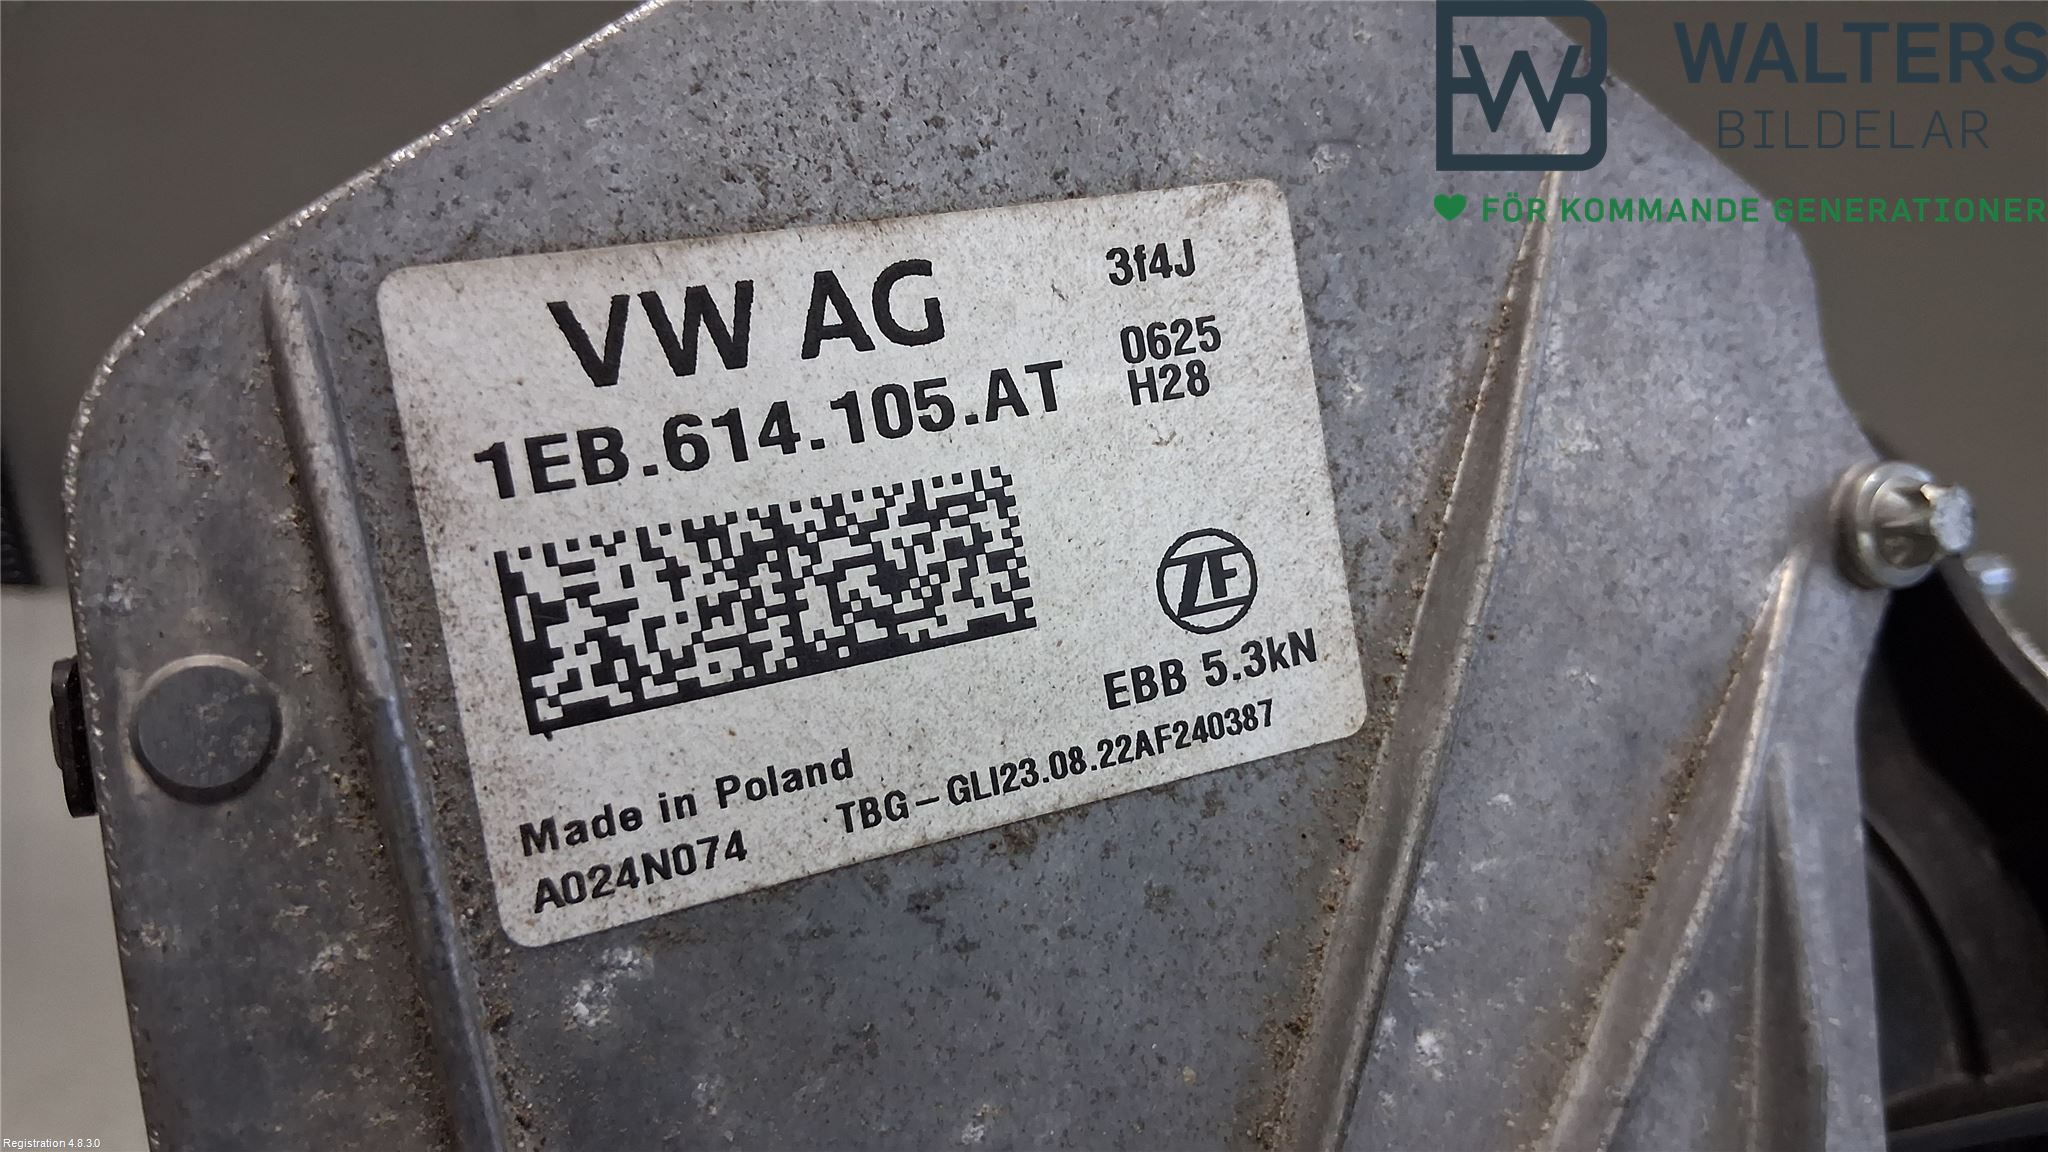 WALTERS
BILDELAR
FÖR KOMMANDE GENERATIONER
VW AG
3f4J
1EB.614.105.AT
0625
H28
ZF
EBB 5.3kN
Made in Poland
TBG-GLI23.08.22AF240387
A024N074
Registration 4.8.3.0